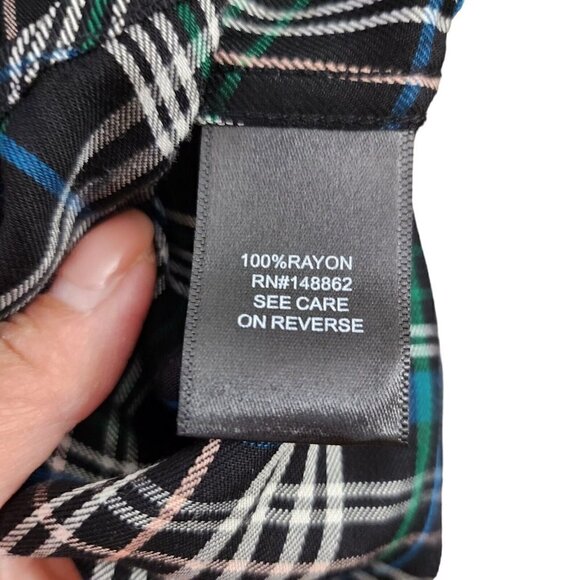 100%RAYON
RN#148862
SEE CARE
ON REVERSE